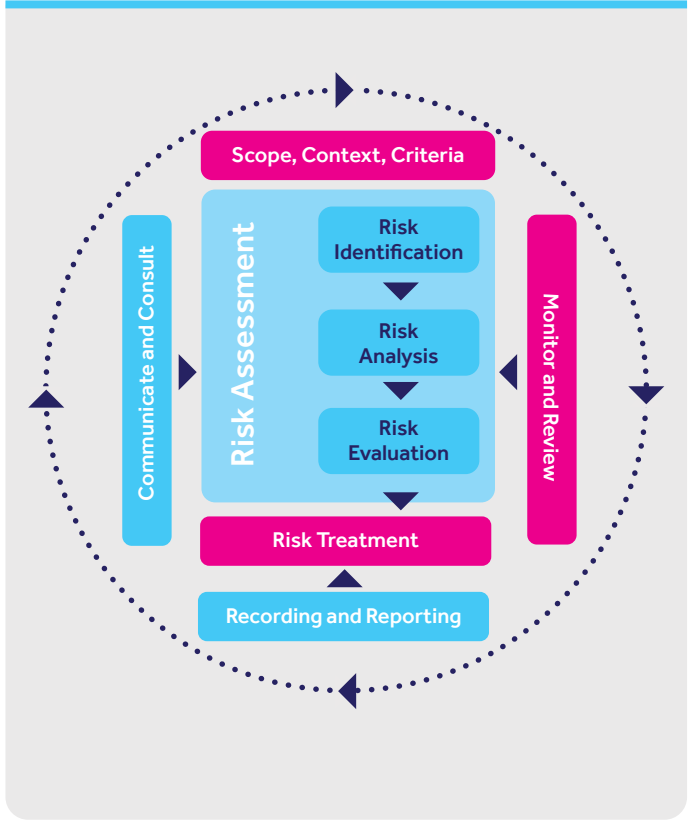 Scope, Context, Criteria
Communicate and Consult
Risk Assessment
Risk
Identification
Risk
Analysis
Risk
Evaluation
Monitor and Review
Risk Treatment
Recording and Reporting